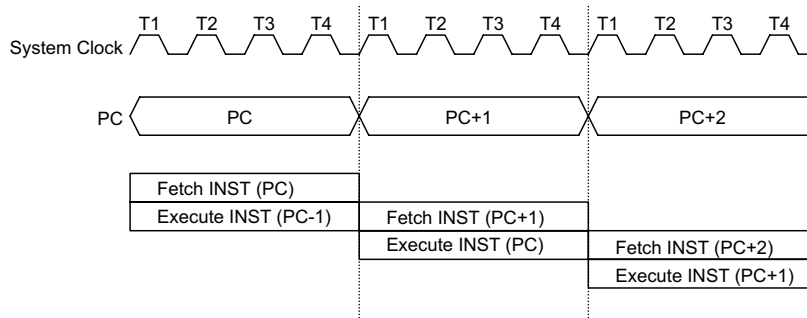 T1 T2 T3 T4 T1 T2 T3 T4 T1 T2 T3 T4
System Clock
PC PC PC+1 PC+2
Fetch INST (PC)
Execute INST (PC-1) Fetch INST (PC+1)
Execute INST (PC) Fetch INST (PC+2)
Execute INST (PC+1)